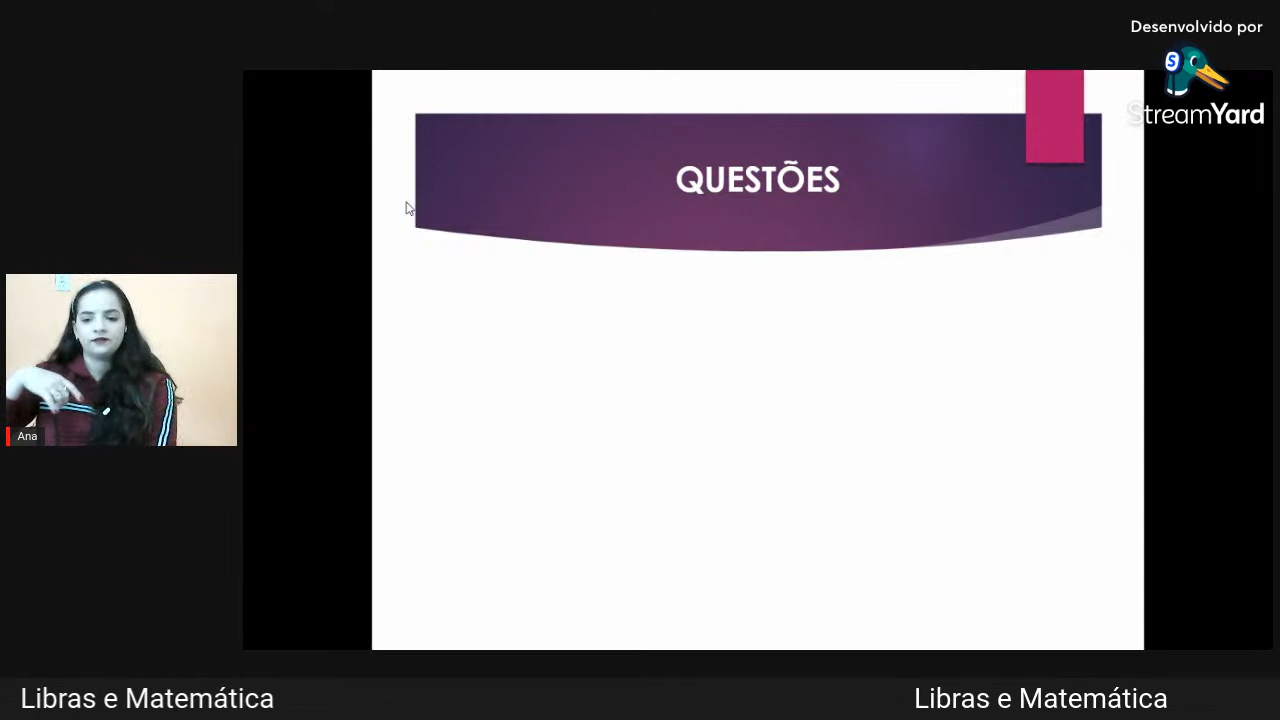 Desenvolvido por
S
StreamYard
QUESTÕES
Ana
Libras e Matemática
Libras e Matemática